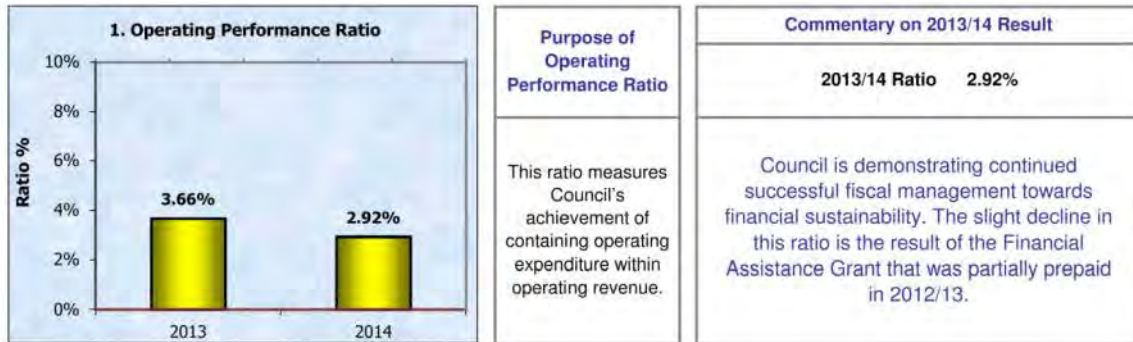 1. Operating Performance Ratio
10%
8%
6%
4%
2%
0%
Ratio %
3.66%
2.92%
2013
2014
Purpose of
Operating
Performance Ratio
This ratio measures
Council's
achievement of
containing operating
expenditure within
operating revenue.
Commentary on 2013/14 Result
2013/14 Ratio 2.92%
Council is demonstrating continued
successful fiscal management towards
financial sustainability. The slight decline in
this ratio is the result of the Financial
Assistance Grant that was partially prepaid
in 2012/13.